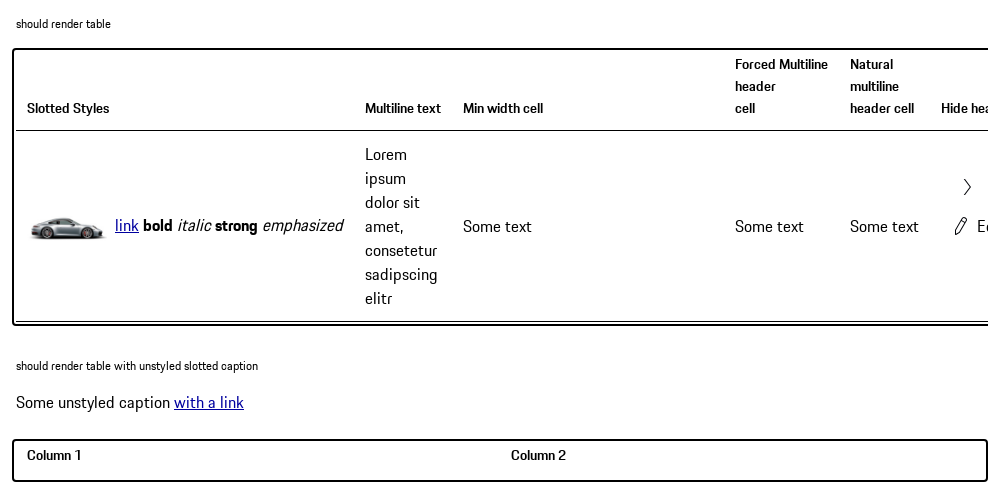 should render table
Slotted Styles Multiline text Min width cell Forced Multiline header cell Natural multiline header cell Hide hea
link bold italic strong emphasized Lorem ipsum dolor sit amet, consetetur sadipscing elitr Some text Some text Some text
should render table with unstyled slotted caption
Some unstyled caption with a link
Column 1 Column 2